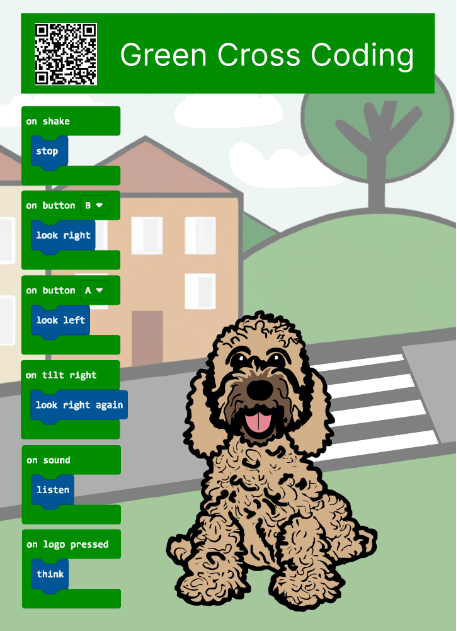 Green Cross Coding
on shake
stop
on button B
look right
on button A
look left
on tilt right
look right again
on sound
listen
on logo pressed
think